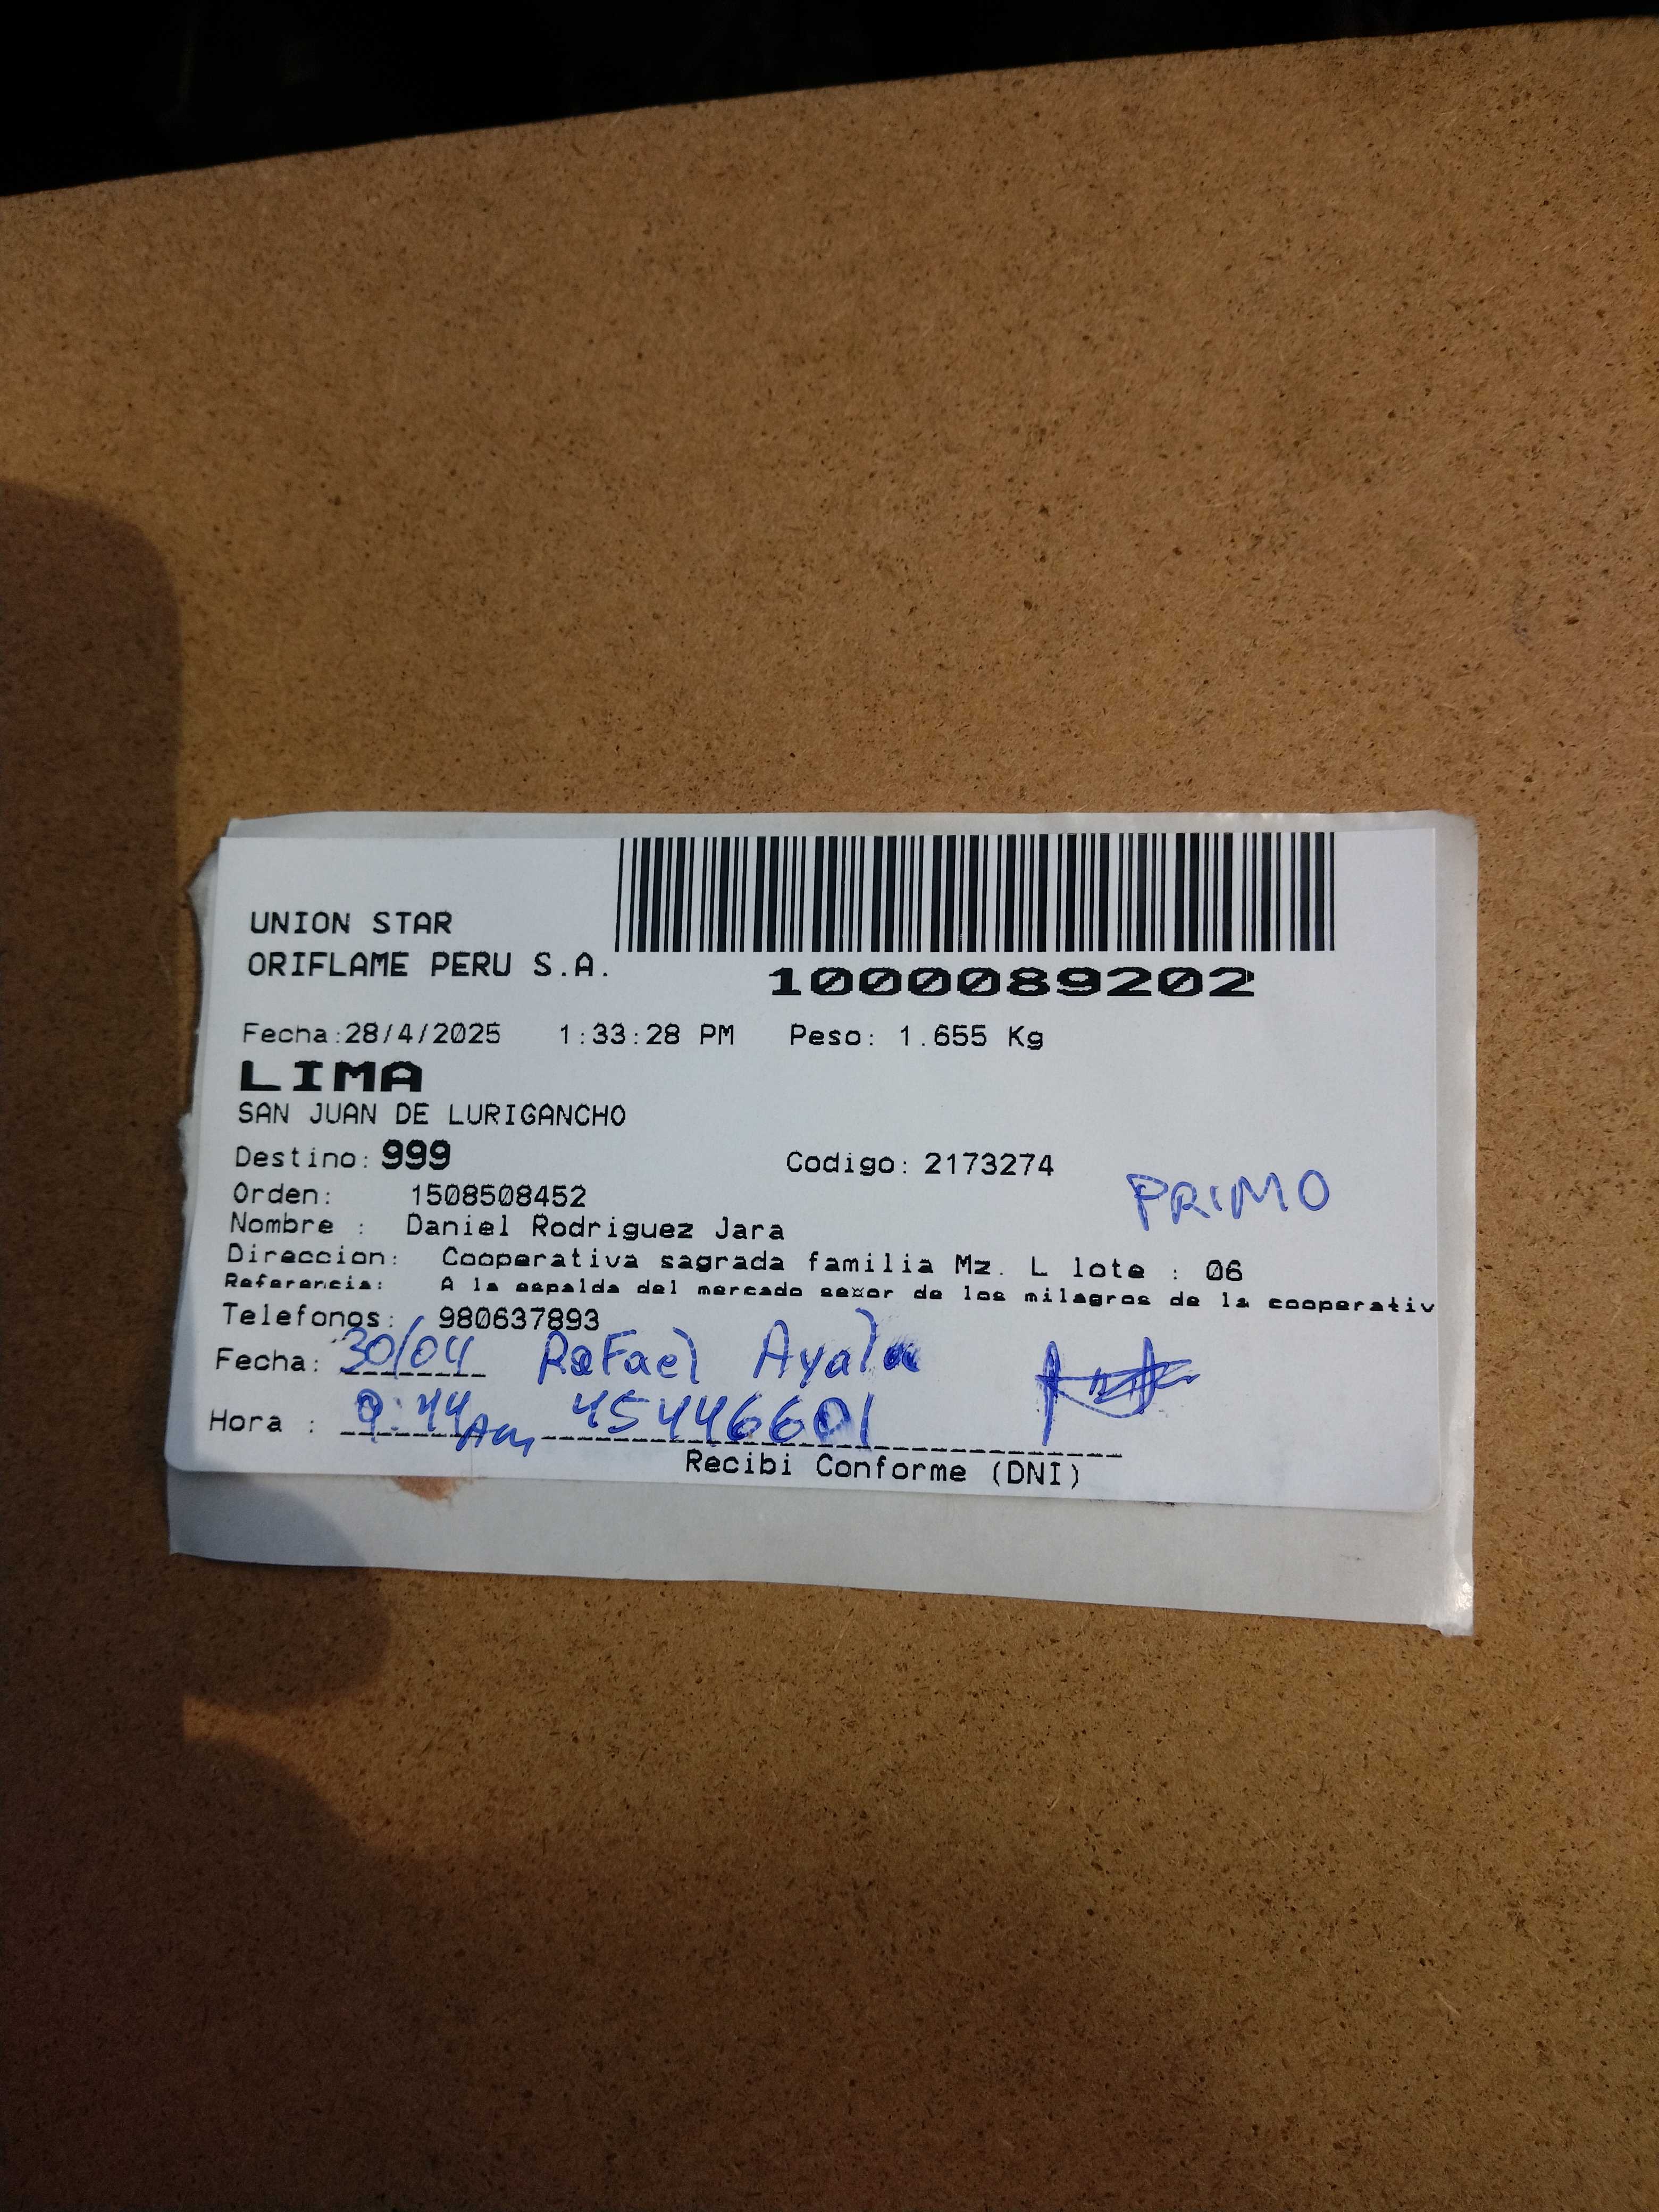 UNION STAR
ORIFLAME PERU S.A.
1000089202
Fecha:28/4/2025 1:33:28 PM Peso: 1.655 Kg
LIMA
SAN JUAN DE LURIGANCHO
Destino: 999 Codigo: 2173274
Orden: 1508508452
PRIMO
Nombre : Daniel Rodriguez Jara
Direccion: Cooperativa sagrada familia Mz. L lote : 06
Referencia: A la espalda del mercado señor de los milagros de la cooperativ
Telefonos: 980637893
Fecha: 30/04 Rafael Ayala
Hora : 9:44 Am 45446601
Recibi Conforme (DNI)